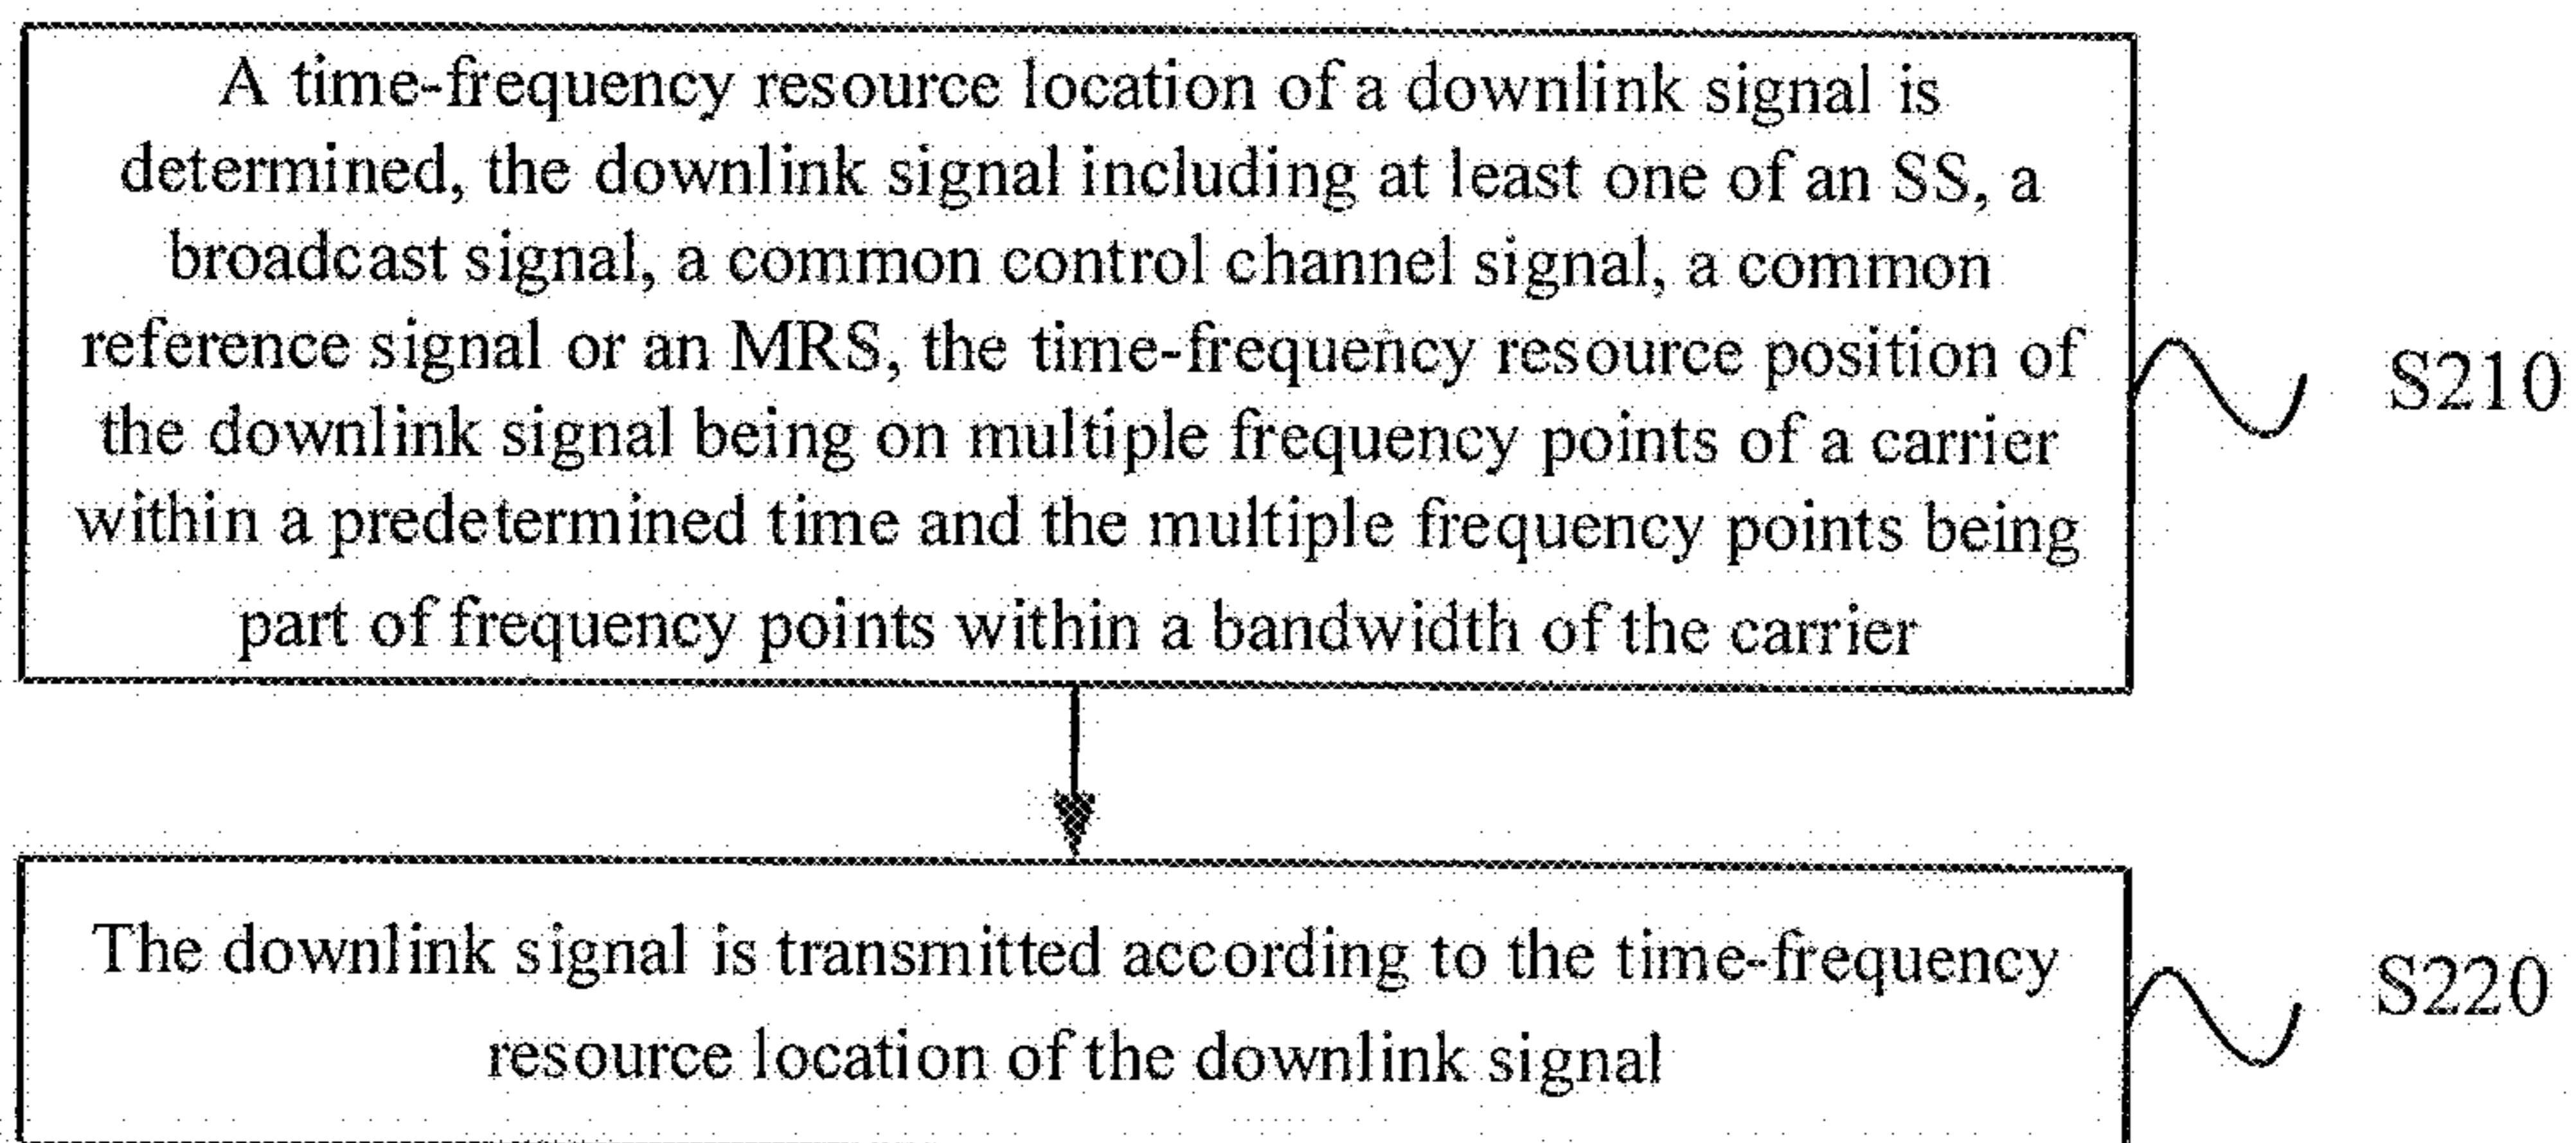 A time-frequency resource location of a downlink signal is
determined, the downlink signal including at least one of an SS, a
broadcast signal, a common control channel signal, a common
reference signal or an MRS, the time-frequency resource position of
the downlink signal being on multiple frequency points of a carrier
within a predetermined time and the multiple frequency points being
part of frequency points within a bandwidth of the carrier
S210
The downlink signal is transmitted according to the time-frequency
resource location of the downlink signal
S220